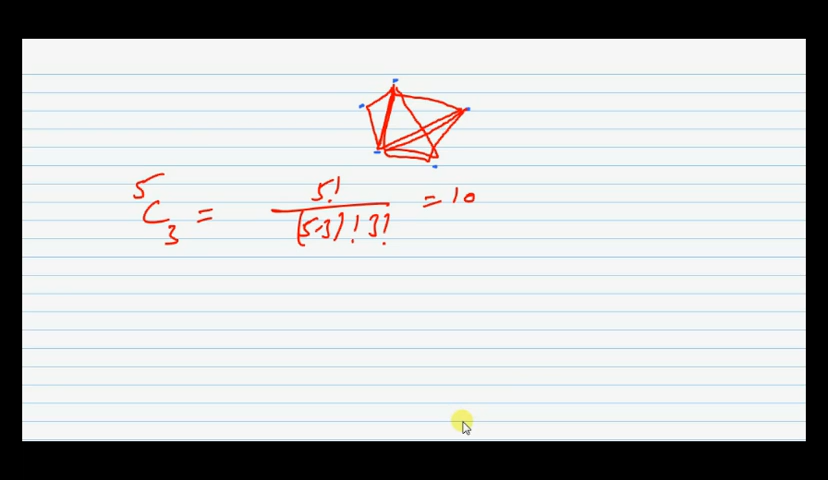 ⁵C₃ = 5! / (5-3)! 3! = 10